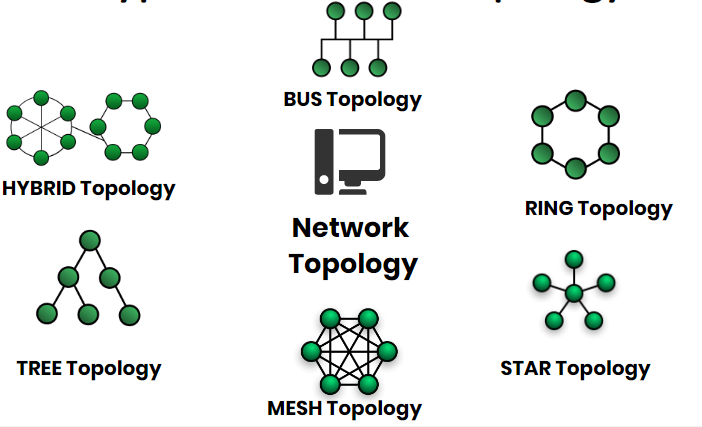 BUS Topology
HYBRID Topology
RING Topology
Network
Topology
TREE Topology
STAR Topology
MESH Topology